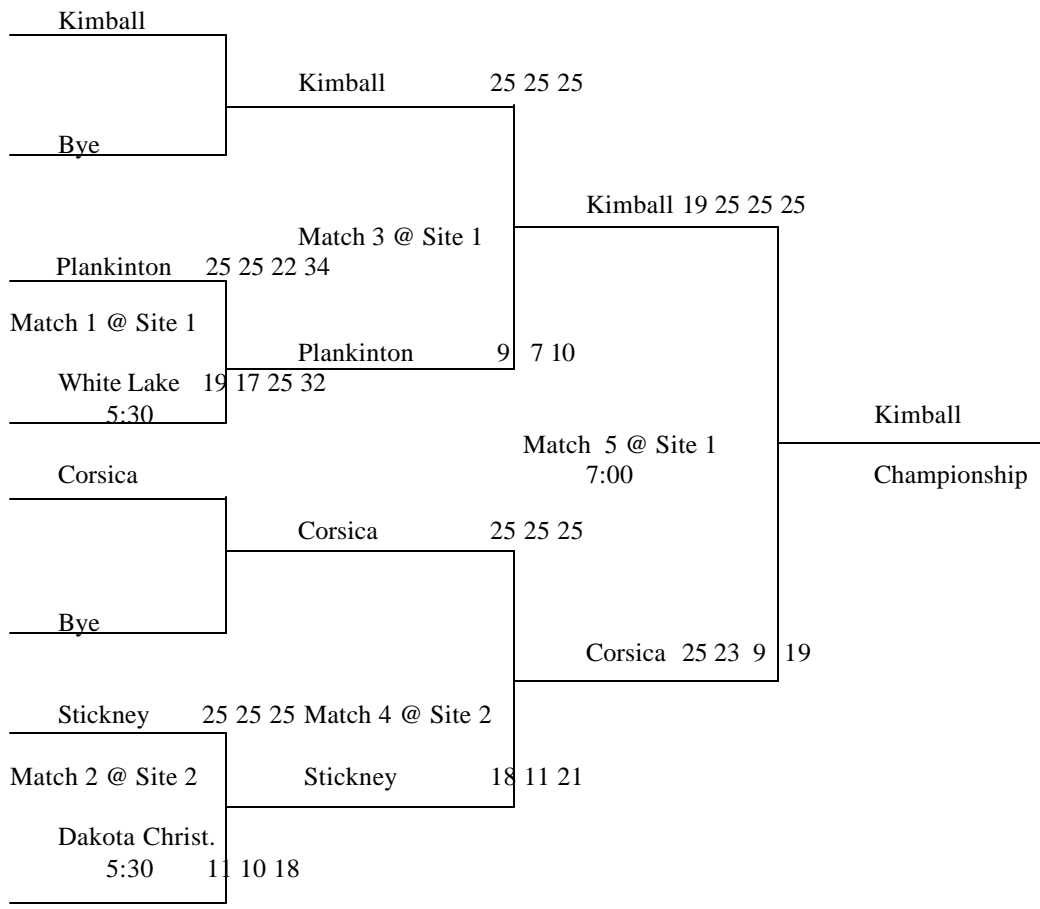 Kimball
Kimball 25 25 25
Bye
Kimball 19 25 25 25
Match 3 @ Site 1
Plankinton 25 25 22 34
Match 1 @ Site 1
Plankinton 9 7 10
White Lake 19 17 25 32
5:30
Kimball
Match 5 @ Site 1
Corsica
7:00
Championship
Corsica 25 25 25
Bye
Corsica 25 23 9 19
Stickney 25 25 25
Match 4 @ Site 2
Match 2 @ Site 2
Stickney 18 11 21
Dakota Christ.
5:30 11 10 18